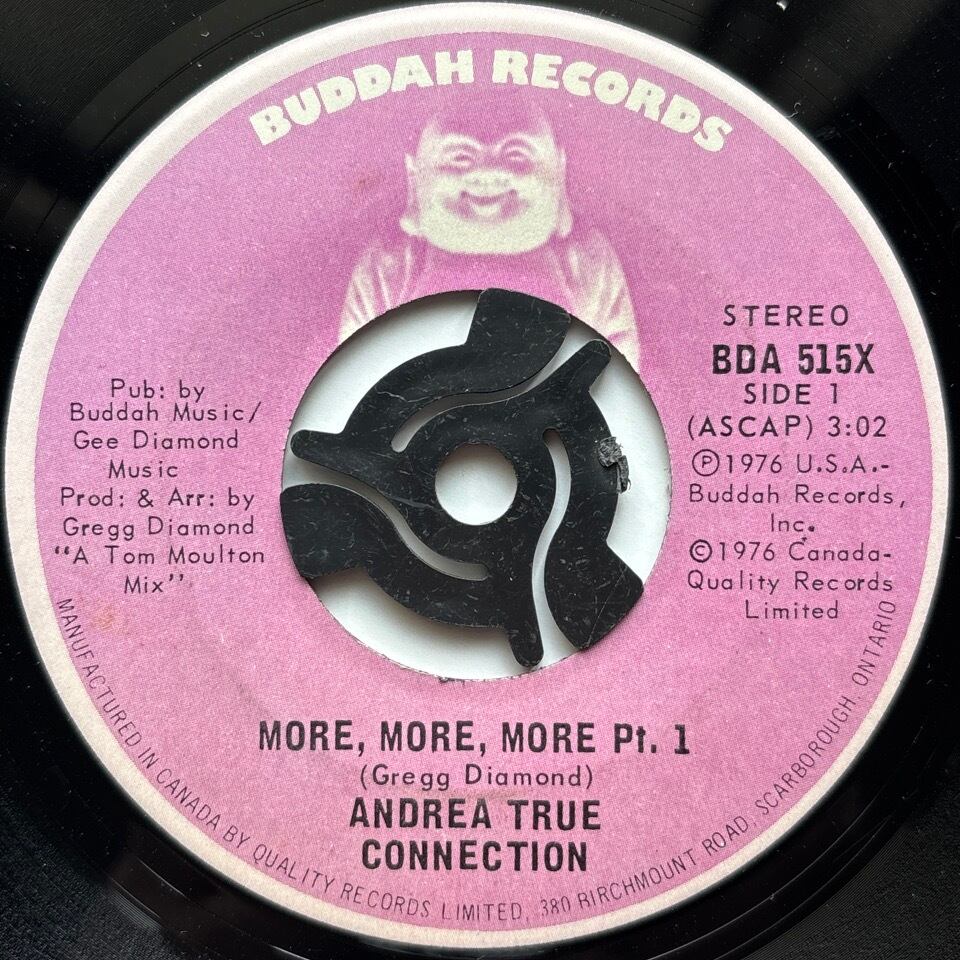 BUDDAH RECORDS
STEREO
BDA 515X
SIDE 1
(ASCAP) 3:02
Ⓟ1976 U.S.A.-
Buddah Records,
Inc.
©1976 Canada-
Quality Records
Limited
Pub: by
Buddah Music/
Gee Diamond
Music
Prod: & Arr: by
Gregg Diamond
"A Tom Moulton
Mix"
MORE, MORE, MORE Pt. 1
(Gregg Diamond)
ANDREA TRUE
CONNECTION
MANUFACTURED IN CANADA BY QUALITY RECORDS LIMITED, 380 BIRCHMOUNT ROAD, SCARBOROUGH, ONTARIO